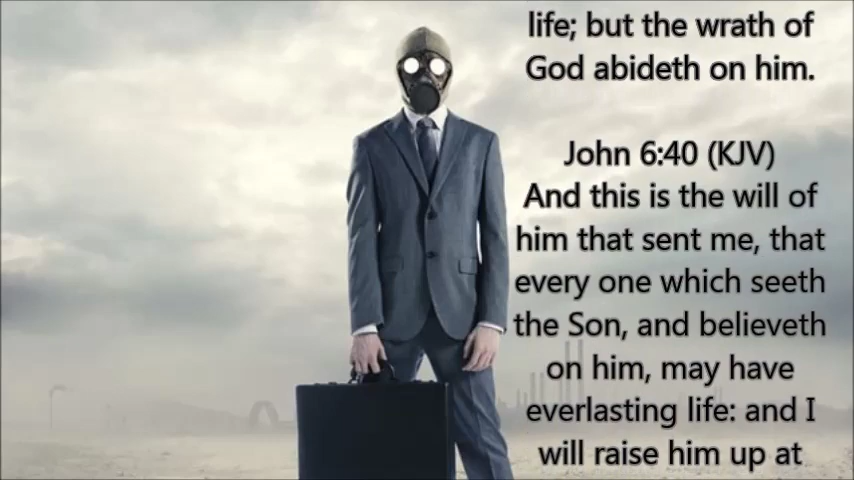 life; but the wrath of
God abideth on him.
John 6:40 (KJV)
And this is the will of
him that sent me, that
every one which seeth
the Son, and believeth
on him, may have
everlasting life: and I
will raise him up at